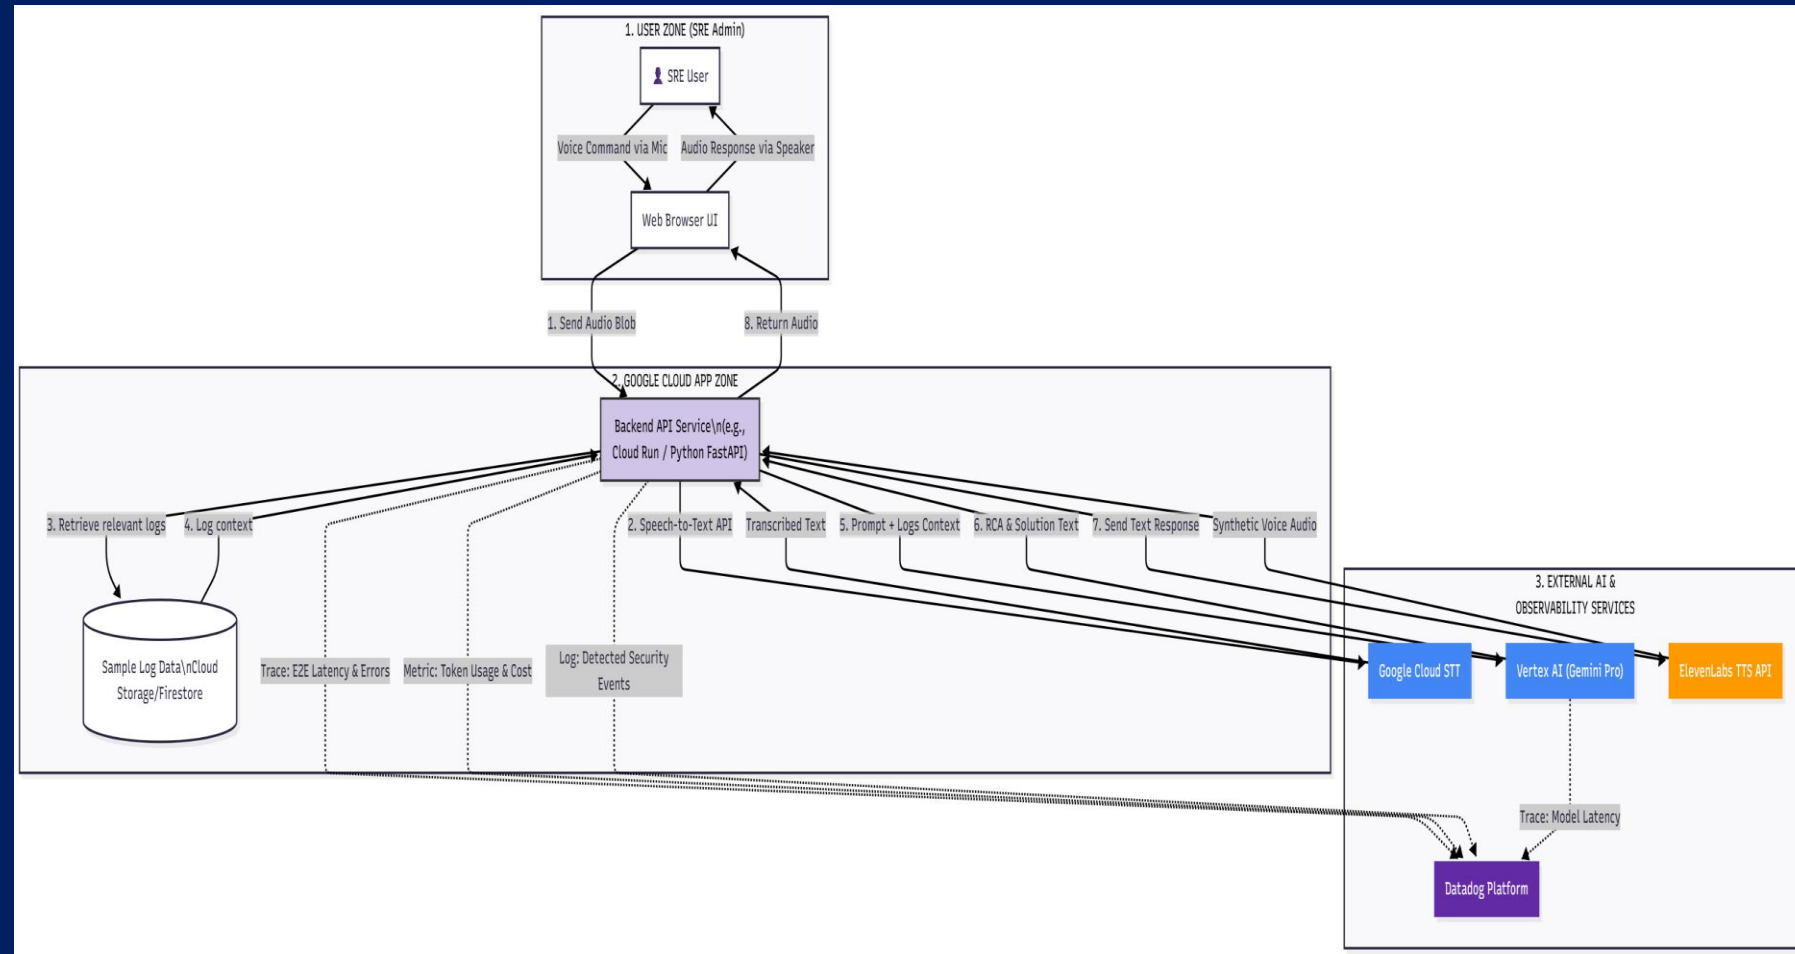 1. USER ZONE (SRE Admin)
SRE User
Voice Command via Mic
Audio Response via Speaker
Web Browser UI
1. Send Audio Blob
8. Return Audio
2. GOOGLE CLOUD APP ZONE
Backend API Service\n(e.g.,
Cloud Run / Python FastAPI)
3. Retrieve relevant logs
4. Log context
2. Speech-to-Text API
Transcribed Text
5. Prompt + Logs Context
6. RCA & Solution Text
7. Send Text Response
Synthetic Voice Audio
3. EXTERNAL AI &
OBSERVABILITY SERVICES
Sample Log Data\nCloud
Storage/Firestore
Trace: E2E Latency & Errors
Metric: Token Usage & Cost
Log: Detected Security
Events
Google Cloud STT
Vertex AI (Gemini Pro)
ElevenLabs TTS API
Trace: Model Latency
Datadog Platform